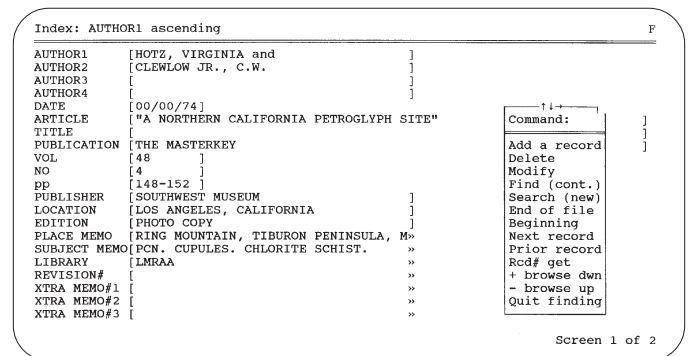 Index: AUTHOR1 ascending F
AUTHOR1 [HOTZ, VIRGINIA and ]
AUTHOR2 [CLEWLOW JR., C.W. ]
AUTHOR3 [ ]
AUTHOR4 [ ]
DATE [00/00/74]
ARTICLE ["A NORTHERN CALIFORNIA PETROGLYPH SITE" ]
TITLE [ ]
PUBLICATION [THE MASTERKEY ]
VOL [48 ]
NO [4 ]
pp [148-152 ]
PUBLISHER [SOUTHWEST MUSEUM ]
LOCATION [LOS ANGELES, CALIFORNIA ]
EDITION [PHOTO COPY ]
PLACE MEMO [RING MOUNTAIN, TIBURON PENINSULA, M»
SUBJECT MEMO[PCN. CUPULES. CHLORITE SCHIST. »
LIBRARY [LMRAA »
REVISION# [ »
XTRA MEMO#1 [ »
XTRA MEMO#2 [ »
XTRA MEMO#3 [ »
↑↓→
Command:
Add a record
Delete
Modify
Find (cont.)
Search (new)
End of file
Beginning
Next record
Prior record
Rcd# get
+ browse dwn
- browse up
Quit finding
Screen 1 of 2